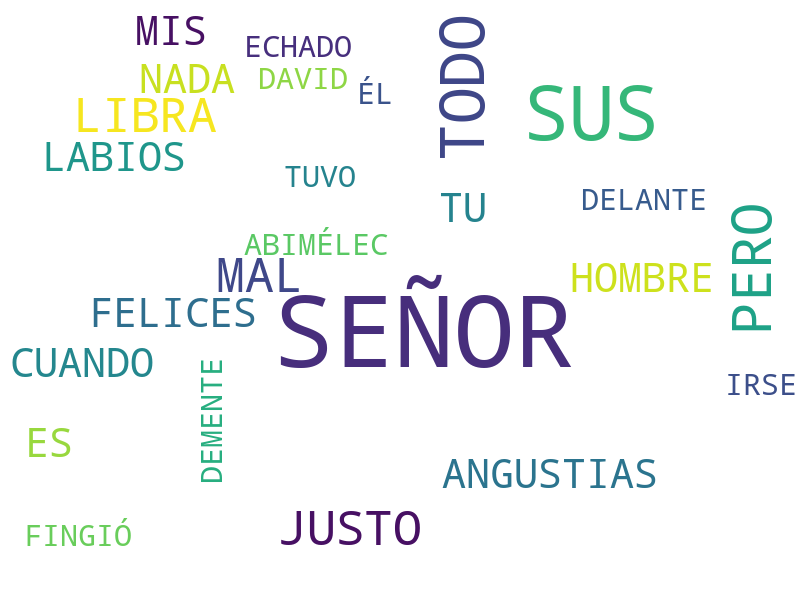 MIS
ECHADO
TODO
NADA
DAVID
ÉL
SUS
LIBRA
LABIOS
TUVO
TU
DELANTE
PERO
ABIMÉLEC
MAL
HOMBRE
FELICES
SEÑOR
CUANDO
DEMENTE
IRSE
ES
ANGUSTIAS
FINGIÓ
JUSTO